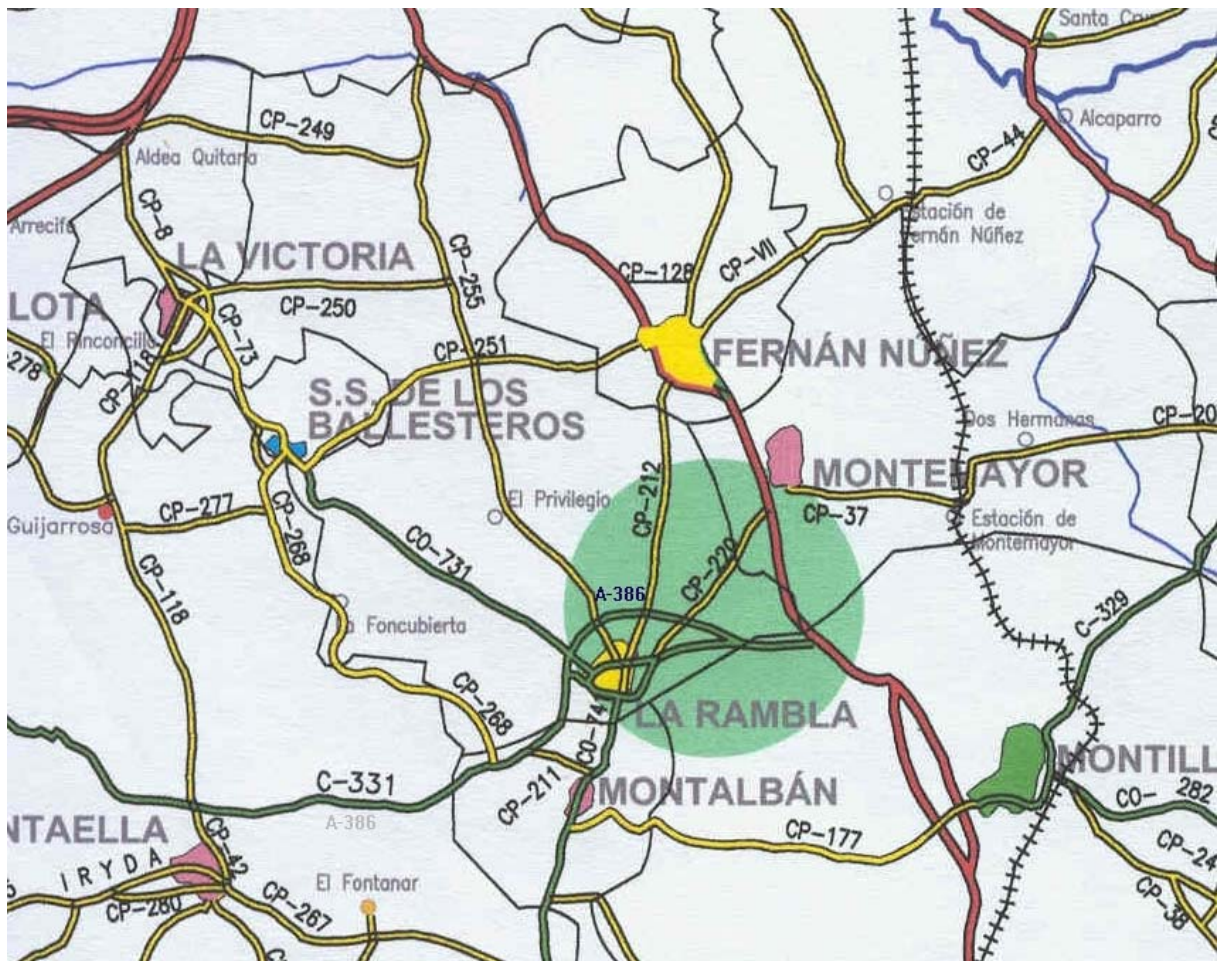 Santa Cru
CP-249
Alcaparro
Aldea Quitana
CP-44
Arrecife
CP-8
Estación de
Fernán Núñez
LA VICTORIA
CP-255
CP-128
CP-VII
CP-250
LOTA
El Rinconcillo
CP-73
278
CP-118
CP-251
FERNÁN NÚÑEZ
S.S. DE LOS
BALLESTEROS
Dos Hermanas
CP-20
MONTEMAYOR
CP-212
El Privilegio
CP-277
CP-37
Guijarrosa
CP-268
Estación de
Montemayor
CO-731
CP-220
CP-118
A-386
C-329
La Foncubierta
CP-268
CO-741
LA RAMBLA
C-331
CP-211
MONTALBÁN
MONTILL
CO- 282
A-386
NTAELLA
CP-42
CP-177
CP-24
IRYDA
El Fontanar
CP-280
CP-267
CP-38